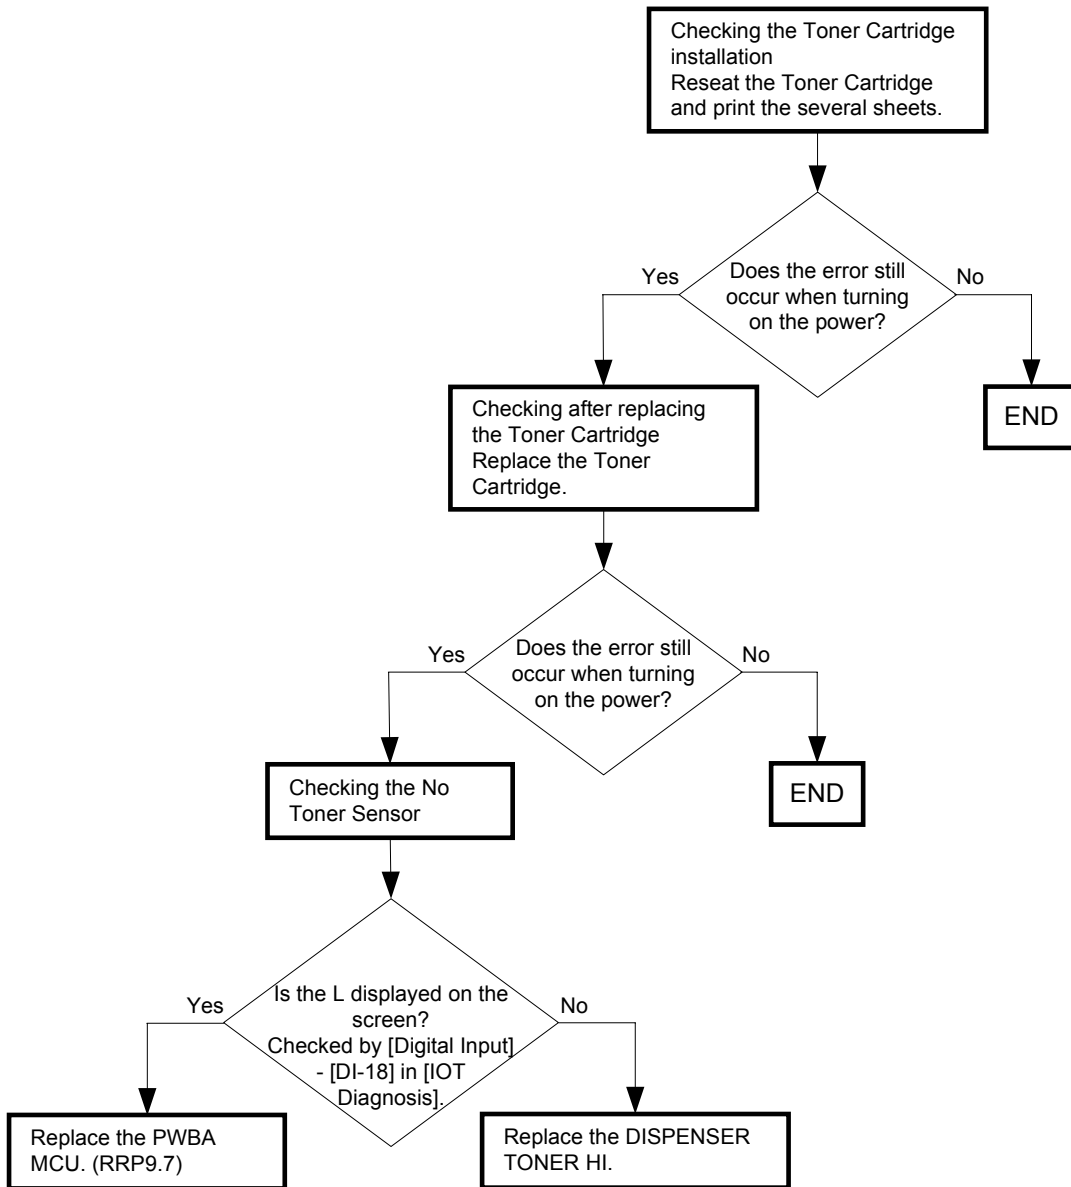 Checking the Toner Cartridge
installation
Reseat the Toner Cartridge
and print the several sheets.
Does the error still
occur when turning
on the power?
Yes
No
END
Checking after replacing
the Toner Cartridge
Replace the Toner
Cartridge.
Does the error still
occur when turning
on the power?
Yes
No
END
Checking the No
Toner Sensor
Is the L displayed on the
screen?
Checked by [Digital Input]
- [DI-18] in [IOT
Diagnosis].
Yes
No
Replace the PWBA
MCU. (RRP9.7)
Replace the DISPENSER
TONER HI.